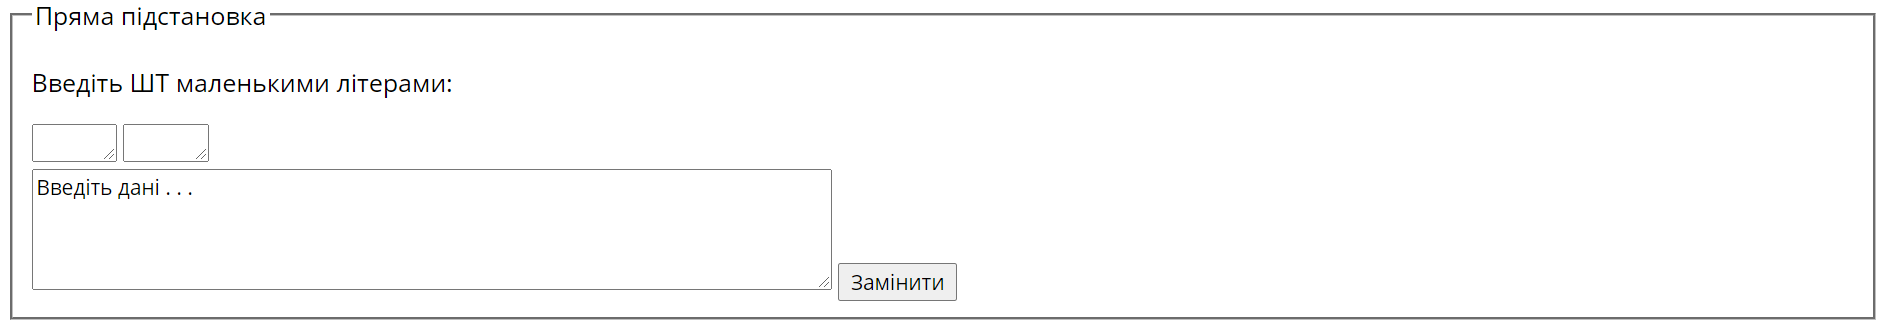 Пряма підстановка
Введіть ШТ маленькими літерами:
Введіть дані . . .
Замінити